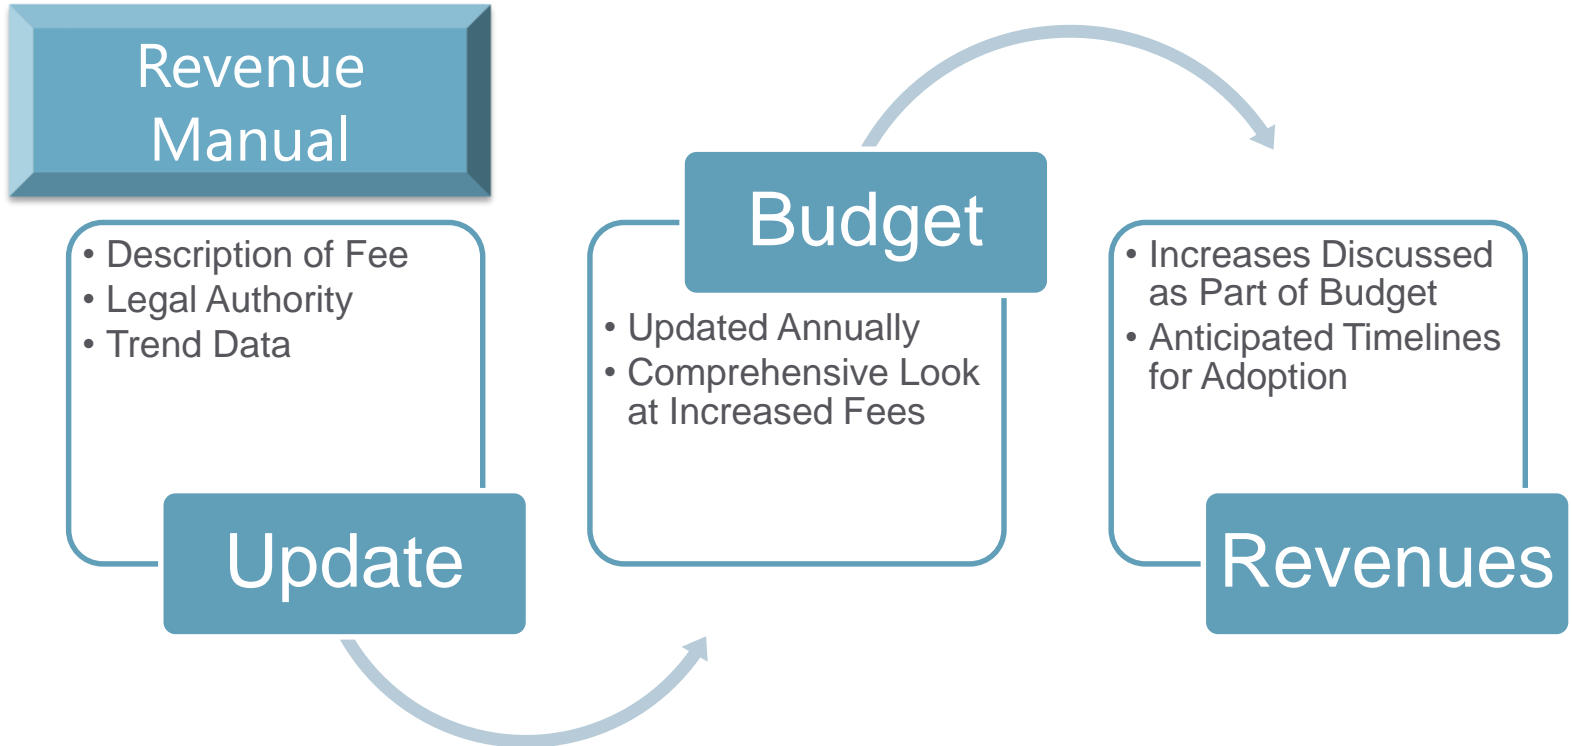 Revenue
Manual
• Description of Fee
• Legal Authority
• Trend Data
Update
Budget
• Updated Annually
• Comprehensive Look
at Increased Fees
• Increases Discussed
as Part of Budget
• Anticipated Timelines
for Adoption
Revenues